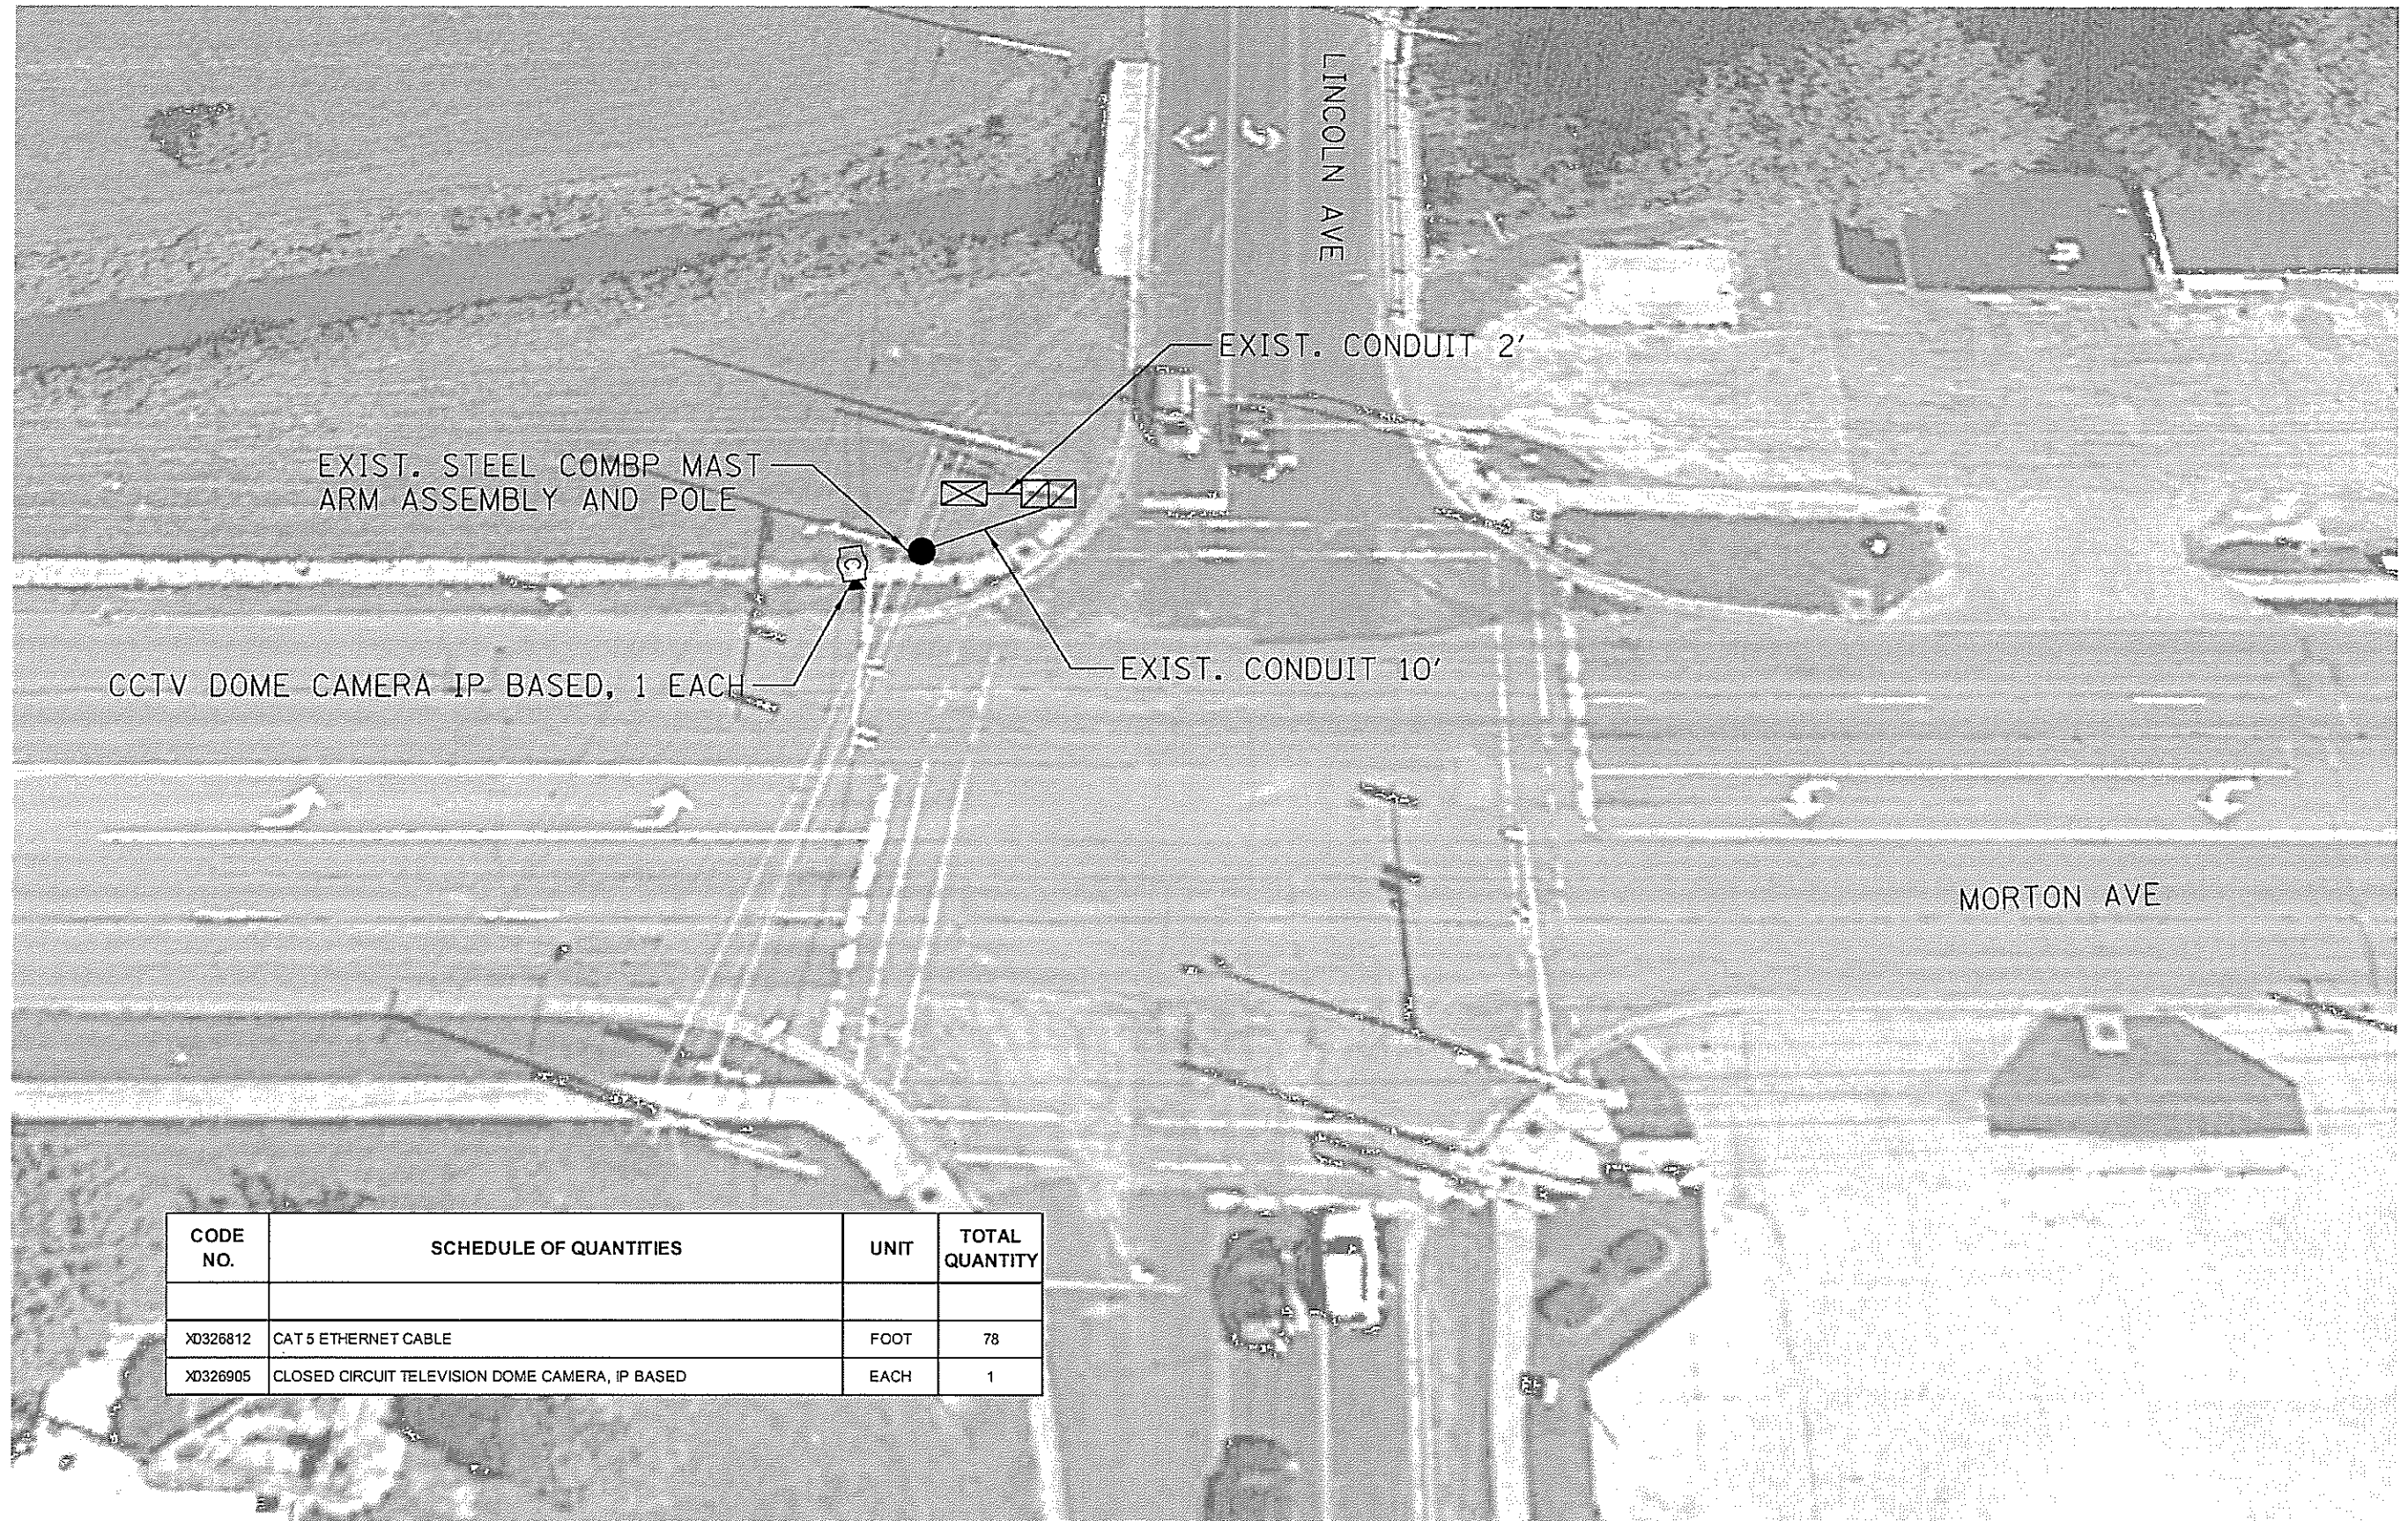 LINCOLN AVE
EXIST. CONDUIT 2'
EXIST. STEEL COMBP MAST
ARM ASSEMBLY AND POLE
C
CCTV DOME CAMERA IP BASED, 1 EACH
EXIST. CONDUIT 10'
MORTON AVE
CODE NO. SCHEDULE OF QUANTITIES UNIT TOTAL QUANTITY
X0326812 CAT 5 ETHERNET CABLE FOOT 78
X0326905 CLOSED CIRCUIT TELEVISION DOME CAMERA, IP BASED EACH 1